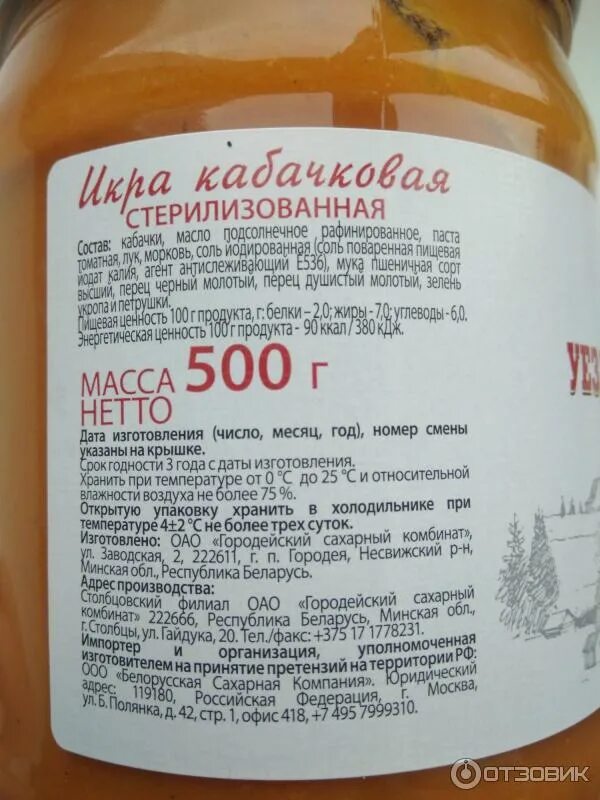 Икра кабачковая
СТЕРИЛИЗОВАННАЯ
Состав: кабачки, масло подсолнечное рафинированное, паста
томатная, лук, морковь, соль йодированная (соль поваренная пищевая
йодат калия, агент антислеживающий Е536), мука пшеничная сорт
высший, перец черный молотый, перец душистый молотый, зелень
укропа и петрушки.
Пищевая ценность 100 г продукта, г: белки – 2,0; жиры - 7,0; углеводы - 6,0.
Энергетическая ценность 100 г продукта - 90 ккал / 380 кДж.
МАССА НЕТТО 500 г
Дата изготовления (число, месяц, год), номер смены
указаны на крышке.
Срок годности 3 года с даты изготовления.
Хранить при температуре от 0 °С до 25 °С и относительной
влажности воздуха не более 75 %.
Открытую упаковку хранить в холодильнике при
температуре 4±2 °С не более трех суток.
Изготовлено: ОАО «Городейский сахарный комбинат»,
ул. Заводская, 2, 222611, г. п. Городея, Несвижский р-н,
Минская обл., Республика Беларусь.
Адрес производства:
Столбцовский филиал ОАО «Городейский сахарный
комбинат» 222666, Республика Беларусь, Минская обл.,
г. Столбцы, ул. Гайдука, 20. Тел./факс: +375 17 1778231.
Импортер и организация, уполномоченная
изготовителем на принятие претензий на территории РФ:
ООО «Белорусская Сахарная Компания». Юридический
адрес: 119180, Российская Федерация, г. Москва,
ул. Б. Полянка, д. 42, стр. 1, офис 418, +7 495 7999310.
УЕЗ
ОТЗОВИК